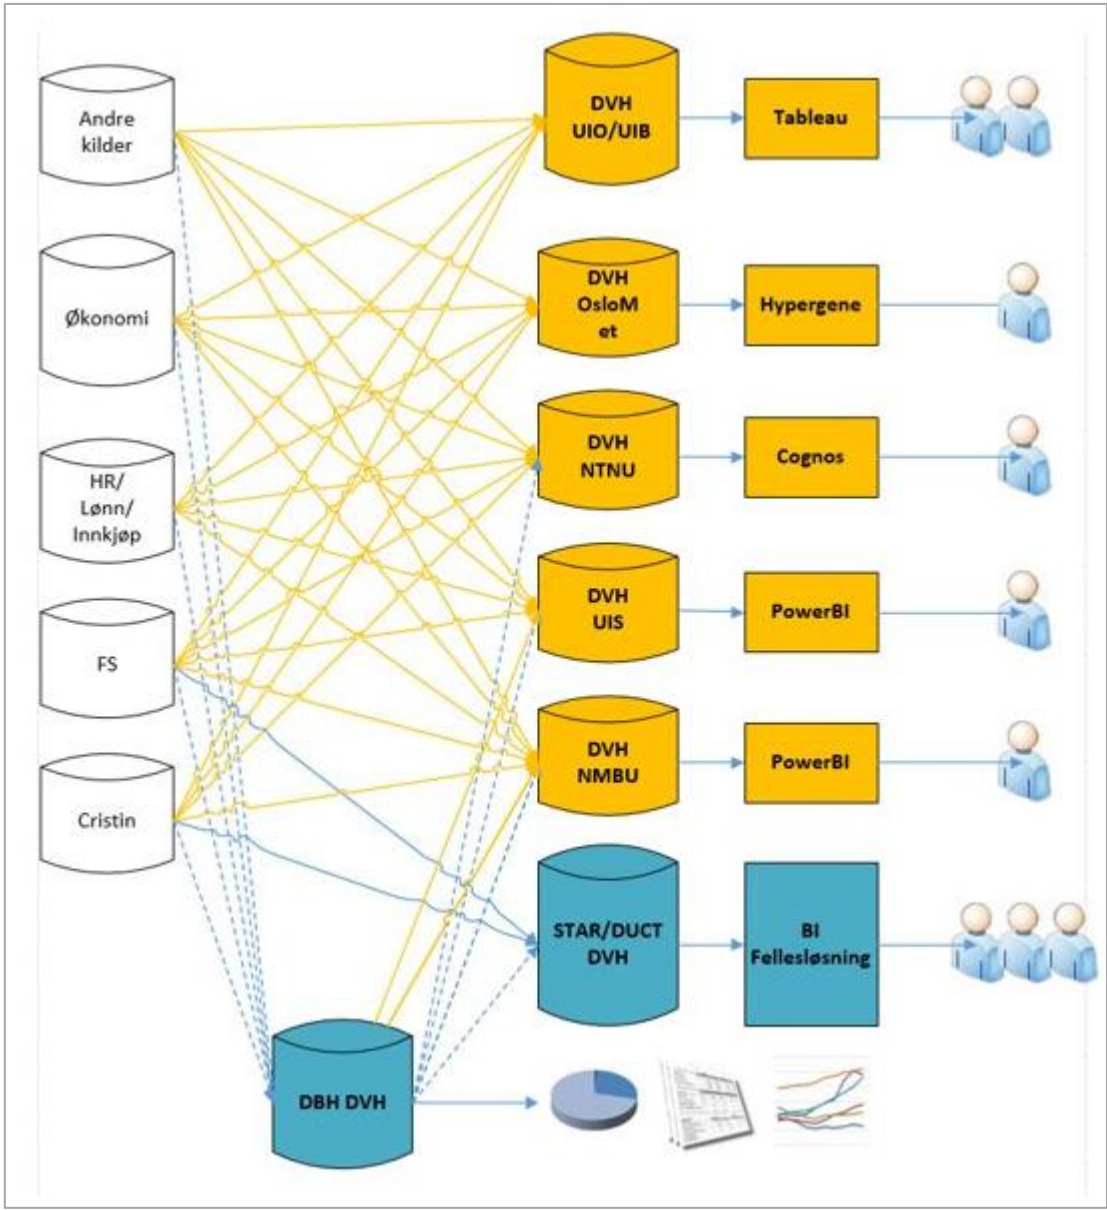 Andre
kilder
Økonomi
HR/
Lønn/
Innkjøp
FS
Cristin
DVH
UIO/UIB
Tableau
DVH
OsloM
et
Hypergene
DVH
NTNU
Cognos
DVH
UIS
PowerBI
DVH
NMBU
PowerBI
STAR/DUCT
DVH
BI
Fellesløsning
DBH DVH